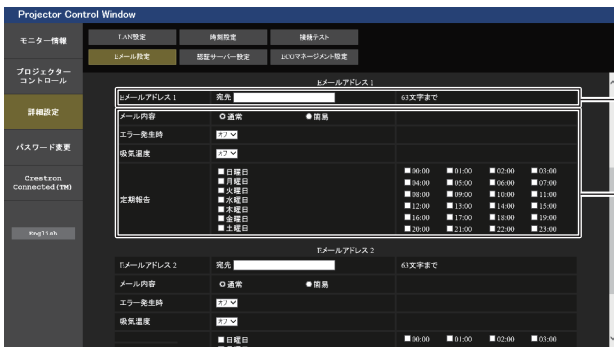 Projector Control Window
モニター情報
プロジェクター
コントロール
詳細設定
パスワード変更
Crestron
Connected(TM)
English
LAN設定 時刻設定 接続テスト
Eメール設定 認証サーバー設定 ECOマネージメント設定
Eメールアドレス 1
Eメールアドレス 1 宛先 63文字まで
メール内容 通常 簡易
エラー発生時 オフ
吸気温度 オフ
定期報告
日曜日
月曜日
火曜日
水曜日
木曜日
金曜日
土曜日
00:00 01:00 02:00 03:00
04:00 05:00 06:00 07:00
08:00 09:00 10:00 11:00
12:00 13:00 14:00 15:00
16:00 17:00 18:00 19:00
20:00 21:00 22:00 23:00
Eメールアドレス 2
Eメールアドレス 2 宛先 63文字まで
メール内容 通常 簡易
エラー発生時 オフ
吸気温度 オフ
日曜日 00:00 01:00 02:00 03:00